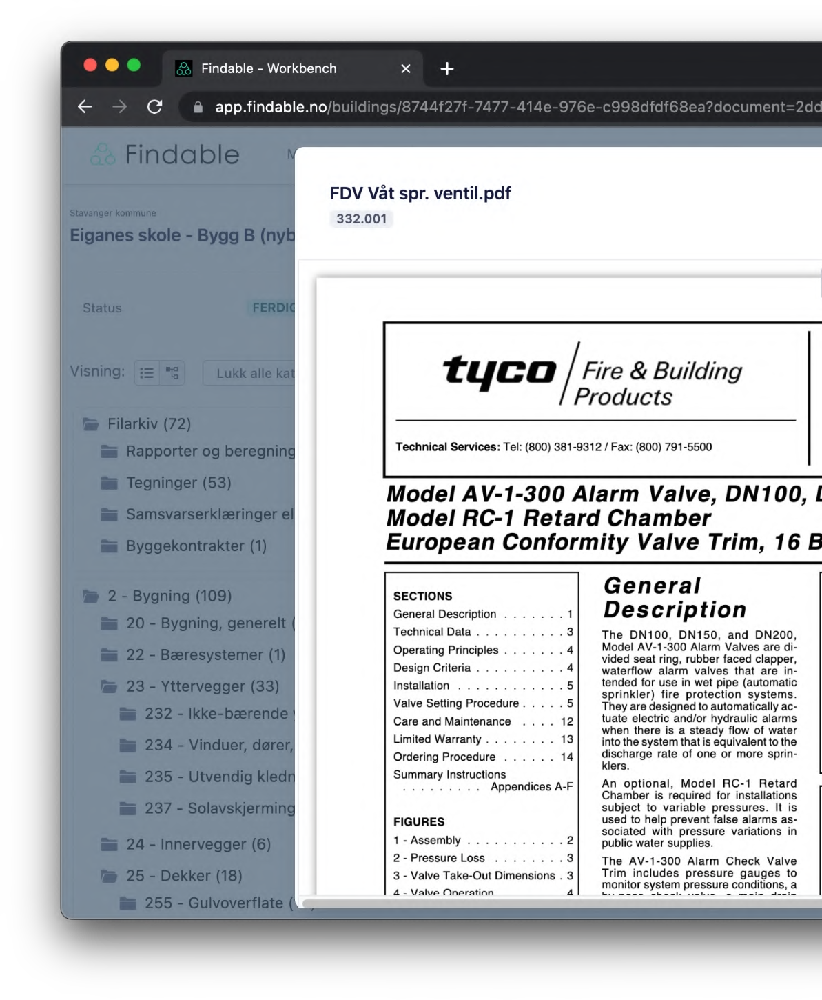 Findable - Workbench
app.findable.no/buildings/8744f27f-7477-414e-976e-c998dfdf68ea?document=2dd
Findable
Stavanger kommune
Eiganes skole - Bygg B (nyb
Status
FERDIG
Visning:
Lukk alle kat
Filarkiv (72)
Rapporter og beregning
Tegninger (53)
Samsvarserklæringer el
Byggekontrakter (1)
2 - Bygning (109)
20 - Bygning, generelt (
22 - Bæresystemer (1)
23 - Yttervegger (33)
232 - Ikke-bærende
234 - Vinduer, dører,
235 - Utvendig kledn
237 - Solavskjerming
24 - Innervegger (6)
25 - Dekker (18)
255 - Gulvoverflate (
FDV Våt spr. ventil.pdf
332.001
tyco
Fire & Building
Products
Technical Services: Tel: (800) 381-9312 / Fax: (800) 791-5500
Model AV-1-300 Alarm Valve, DN100,
Model RC-1 Retard Chamber
European Conformity Valve Trim, 16 B
SECTIONS
General Description . . . . . . . 1
Technical Data . . . . . . . . . . 3
Operating Principles . . . . . . . 4
Design Criteria . . . . . . . . . . 4
Installation . . . . . . . . . . . . 5
Valve Setting Procedure . . . . . 5
Care and Maintenance . . . . 12
Limited Warranty . . . . . . . . 13
Ordering Procedure . . . . . . 14
Summary Instructions
. . . . . . . . . Appendices A-F
FIGURES
1 - Assembly . . . . . . . . . . . 2
2 - Pressure Loss . . . . . . . . 3
3 - Valve Take-Out Dimensions . 3
4 - Valve Operation 4
General
Description
The DN100, DN150, and DN200,
Model AV-1-300 Alarm Valves are di-
vided seat ring, rubber faced clapper,
waterflow alarm valves that are in-
tended for use in wet pipe (automatic
sprinkler) fire protection systems.
They are designed to automatically ac-
tuate electric and/or hydraulic alarms
when there is a steady flow of water
into the system that is equivalent to the
discharge rate of one or more sprin-
klers.
An optional, Model RC-1 Retard
Chamber is required for installations
subject to variable pressures. It is
used to help prevent false alarms as-
sociated with pressure variations in
public water supplies.
The AV-1-300 Alarm Check Valve
Trim includes pressure gauges to
monitor system pressure conditions, a